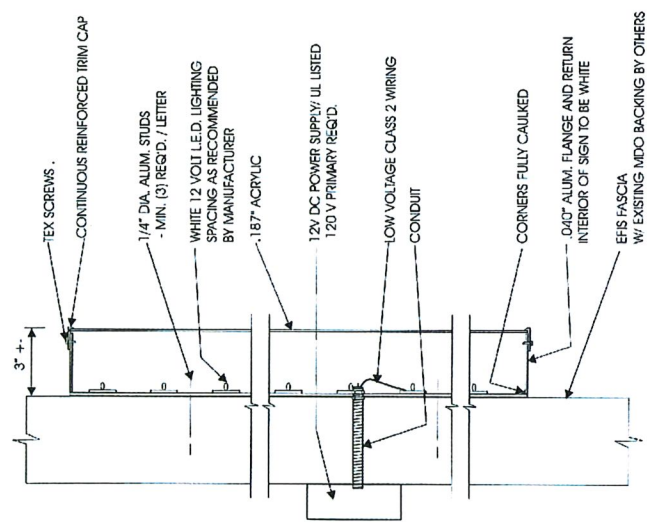 TEX SCREWS .
CONTINUOUS REINFORCED TRIM CAP
3" +-
1/4" DIA. ALUM. STUDS
- MIN. (3) REQ'D. / LETTER
WHITE 12 VOLT L.E.D. LIGHTING
SPACING AS RECOMMENDED
BY MANUFACTURER
.187" ACRYLIC
12V DC POWER SUPPLY/ UL LISTED
120 V PRIMARY REQ'D.
LOW VOLTAGE CLASS 2 WIRING
CONDUIT
CORNERS FULLY CAULKED
.040" ALUM. FLANGE AND RETURN
INTERIOR OF SIGN TO BE WHITE
EFIS FASCIA
W/ EXISTING MDO BACKING BY OTHERS